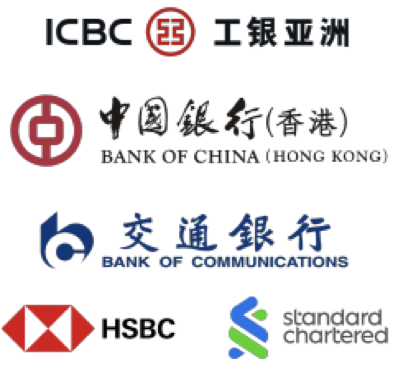 ICBC 工银亚洲
中國銀行(香港)
BANK OF CHINA (HONG KONG)
交通銀行
BANK OF COMMUNICATIONS
HSBC
standard
chartered